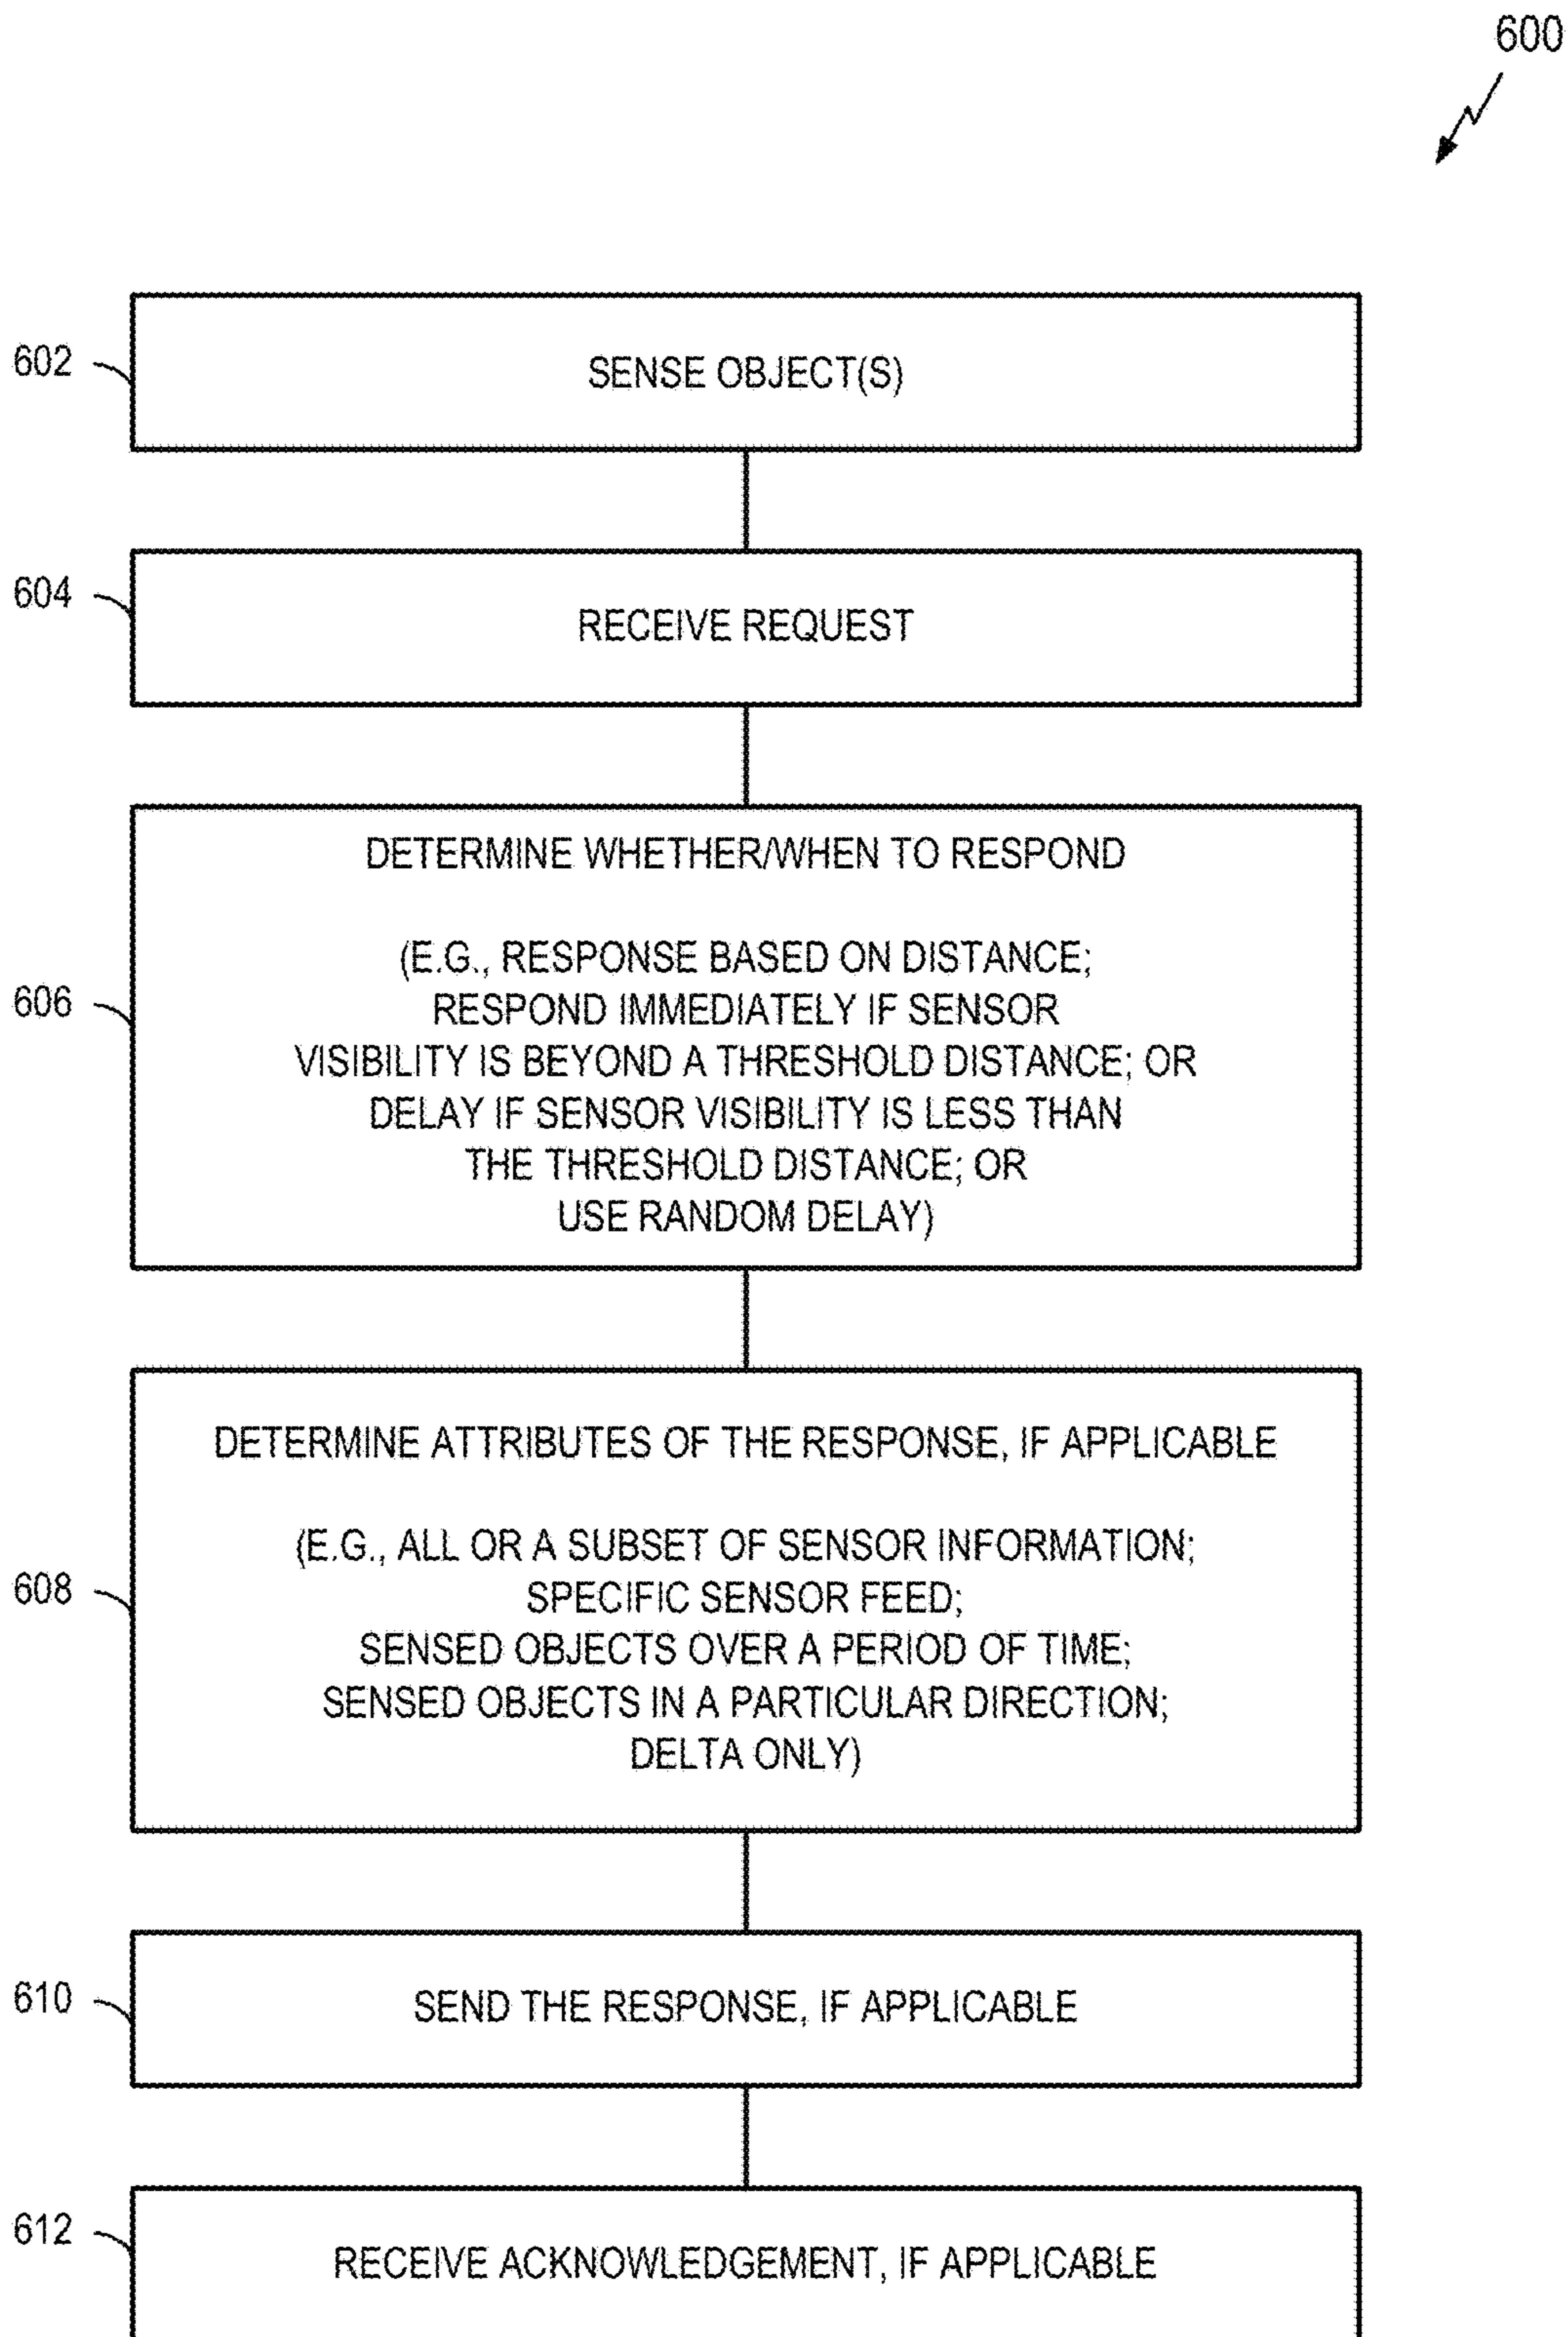 600
602
SENSE OBJECT(S)
604
RECEIVE REQUEST
606
DETERMINE WHETHER/WHEN TO RESPOND
(E.G., RESPONSE BASED ON DISTANCE;
RESPOND IMMEDIATELY IF SENSOR
VISIBILITY IS BEYOND A THRESHOLD DISTANCE; OR
DELAY IF SENSOR VISIBILITY IS LESS THAN
THE THRESHOLD DISTANCE; OR
USE RANDOM DELAY)
608
DETERMINE ATTRIBUTES OF THE RESPONSE, IF APPLICABLE
(E.G., ALL OR A SUBSET OF SENSOR INFORMATION;
SPECIFIC SENSOR FEED;
SENSED OBJECTS OVER A PERIOD OF TIME;
SENSED OBJECTS IN A PARTICULAR DIRECTION;
DELTA ONLY)
610
SEND THE RESPONSE, IF APPLICABLE
612
RECEIVE ACKNOWLEDGEMENT, IF APPLICABLE